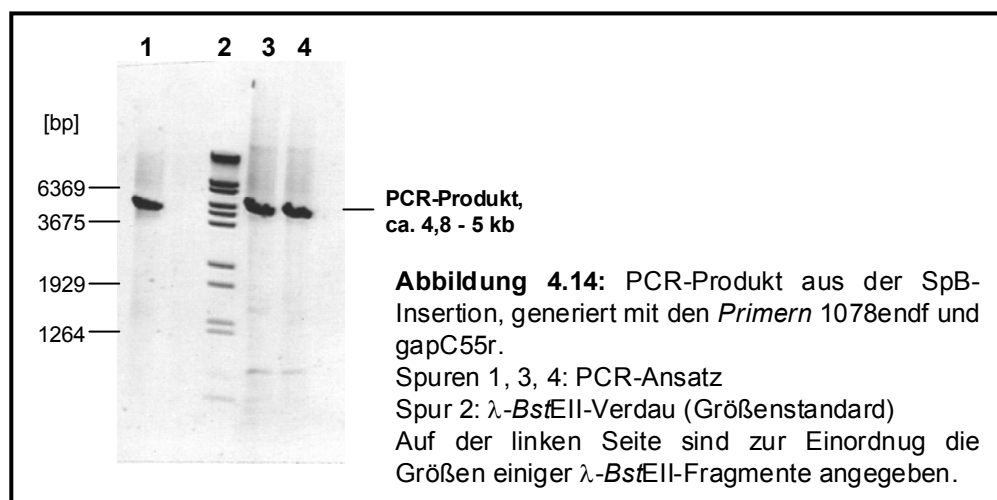 1 2 3 4
[bp]
6369
3675
1929
1264
PCR-Produkt,
ca. 4,8 - 5 kb
Abbildung 4.14: PCR-Produkt aus der SpB-
Insertion, generiert mit den Primern 1078endf und
gapC55r.
Spuren 1, 3, 4: PCR-Ansatz
Spur 2: λ-BstEII-Verdau (Größenstandard)
Auf der linken Seite sind zur Einordnug die
Größen einiger λ-BstEII-Fragmente angegeben.